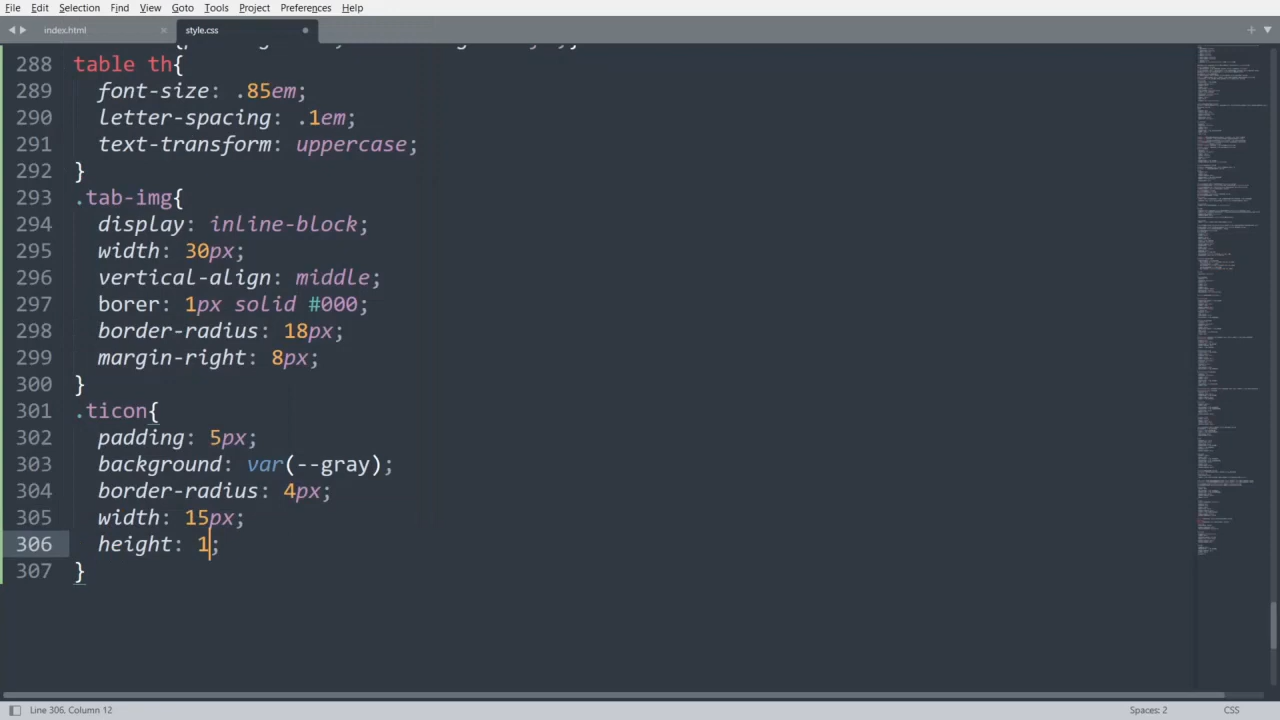 File Edit Selection Find View Goto Tools Project Preferences Help
index.html × style.css
288 table th{
289 font-size: .85em;
290 letter-spacing: .1em;
291 text-transform: uppercase;
292 }
293 .tab-img{
294 display: inline-block;
295 width: 30px;
296 vertical-align: middle;
297 borer: 1px solid #000;
298 border-radius: 18px;
299 margin-right: 8px;
300 }
301 .ticon{
302 padding: 5px;
303 background: var(--gray);
304 border-radius: 4px;
305 width: 15px;
306 height: 1;
307 }
Line 306, Column 12 Spaces: 2 CSS